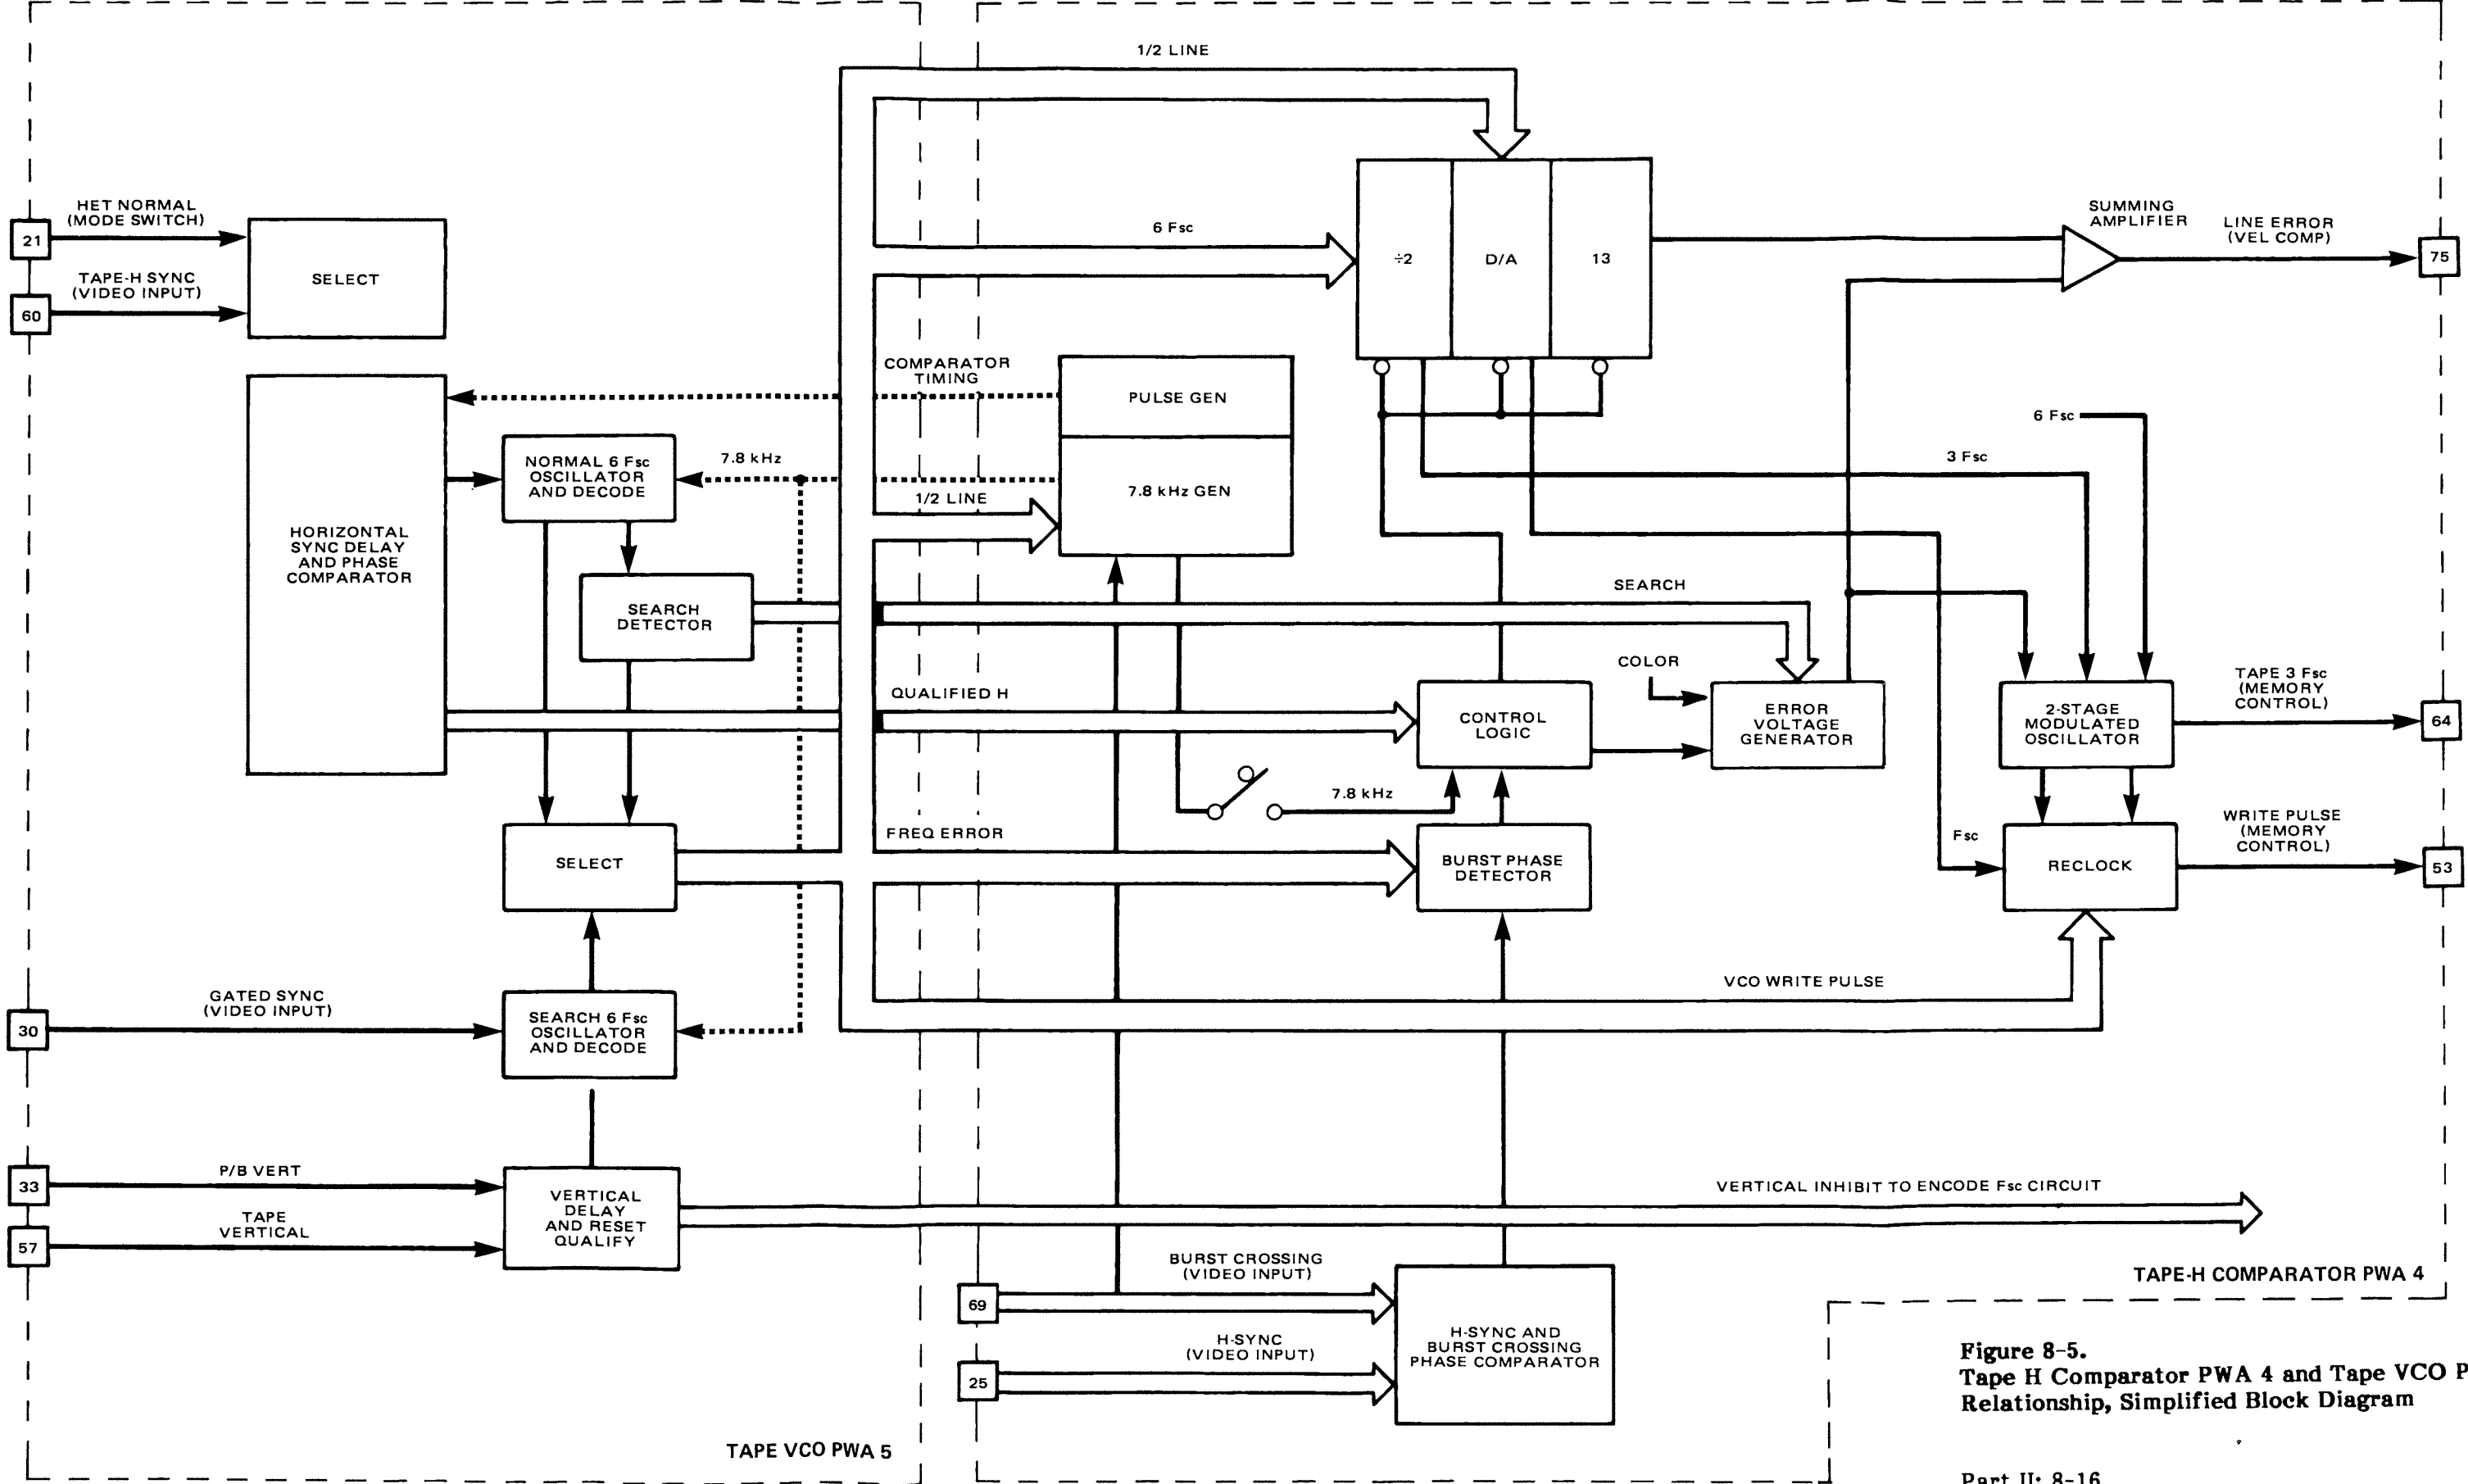 1/2 LINE
HET NORMAL
(MODE SWITCH)
21
TAPE-H SYNC
(VIDEO INPUT)
60
SELECT
6 Fsc
÷2
D/A
13
SUMMING
AMPLIFIER
LINE ERROR
(VEL COMP)
75
COMPARATOR
TIMING
PULSE GEN
6 Fsc
NORMAL 6 Fsc
OSCILLATOR
AND DECODE
7.8 kHz
1/2 LINE
7.8 kHz GEN
3 Fsc
HORIZONTAL
SYNC DELAY
AND PHASE
COMPARATOR
SEARCH
DETECTOR
SEARCH
QUALIFIED H
CONTROL
LOGIC
COLOR
ERROR
VOLTAGE
GENERATOR
2-STAGE
MODULATED
OSCILLATOR
TAPE 3 Fsc
(MEMORY
CONTROL)
64
7.8 kHz
FREQ ERROR
SELECT
BURST PHASE
DETECTOR
Fsc
RECLOCK
WRITE PULSE
(MEMORY
CONTROL)
53
GATED SYNC
(VIDEO INPUT)
30
SEARCH 6 Fsc
OSCILLATOR
AND DECODE
VCO WRITE PULSE
P/B VERT
33
TAPE
VERTICAL
57
VERTICAL
DELAY
AND RESET
QUALIFY
VERTICAL INHIBIT TO ENCODE Fsc CIRCUIT
BURST CROSSING
(VIDEO INPUT)
69
H-SYNC
(VIDEO INPUT)
25
H-SYNC AND
BURST CROSSING
PHASE COMPARATOR
TAPE-H COMPARATOR PWA 4
TAPE VCO PWA 5
Figure 8-5.
Tape H Comparator PWA 4 and Tape VCO P
Relationship, Simplified Block Diagram
Part II: 8-16